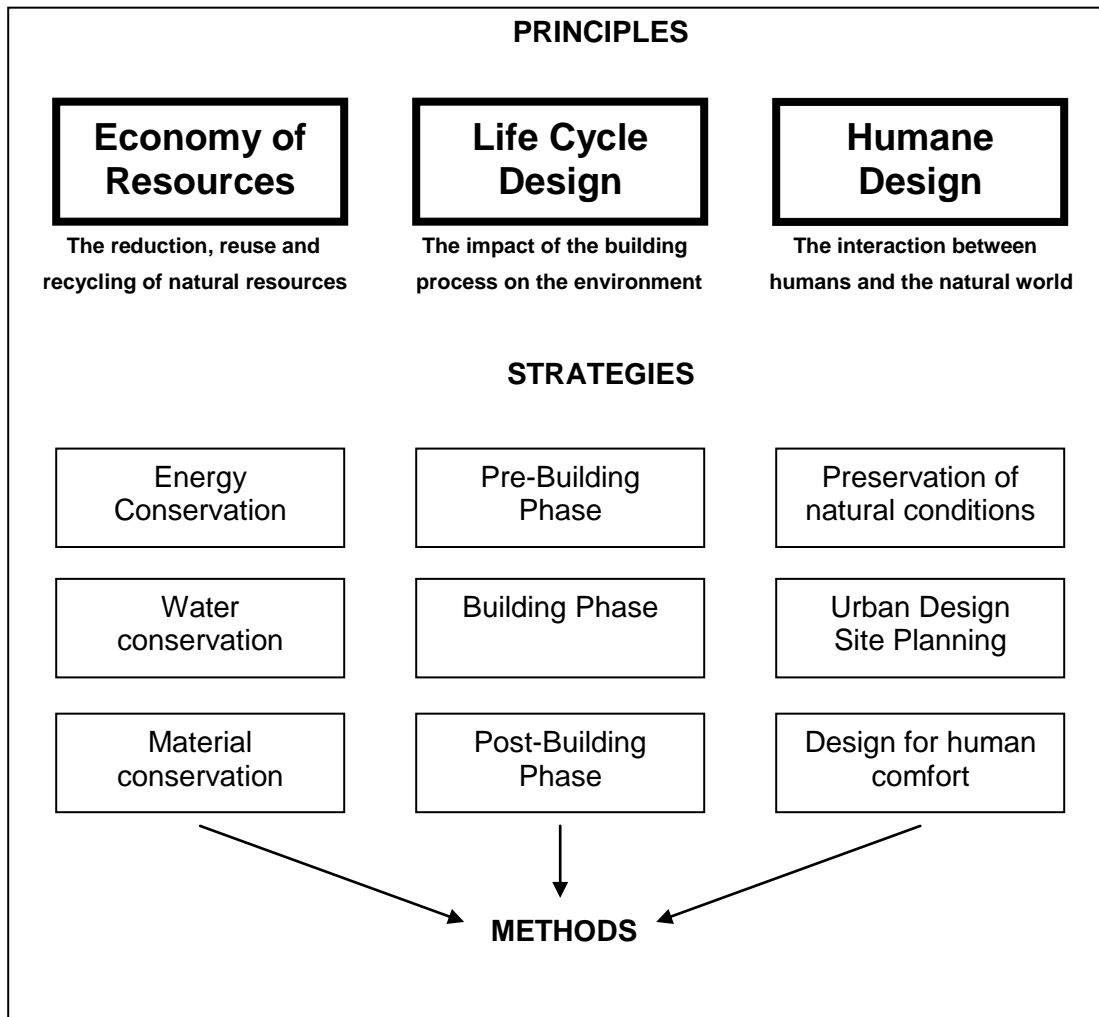 PRINCIPLES
Economy of
Resources
Life Cycle
Design
Humane
Design
The reduction, reuse and
recycling of natural resources
The impact of the building
process on the environment
The interaction between
humans and the natural world
STRATEGIES
Energy
Conservation
Pre-Building
Phase
Preservation of
natural conditions
Water
conservation
Building Phase
Urban Design
Site Planning
Material
conservation
Post-Building
Phase
Design for human
comfort
METHODS